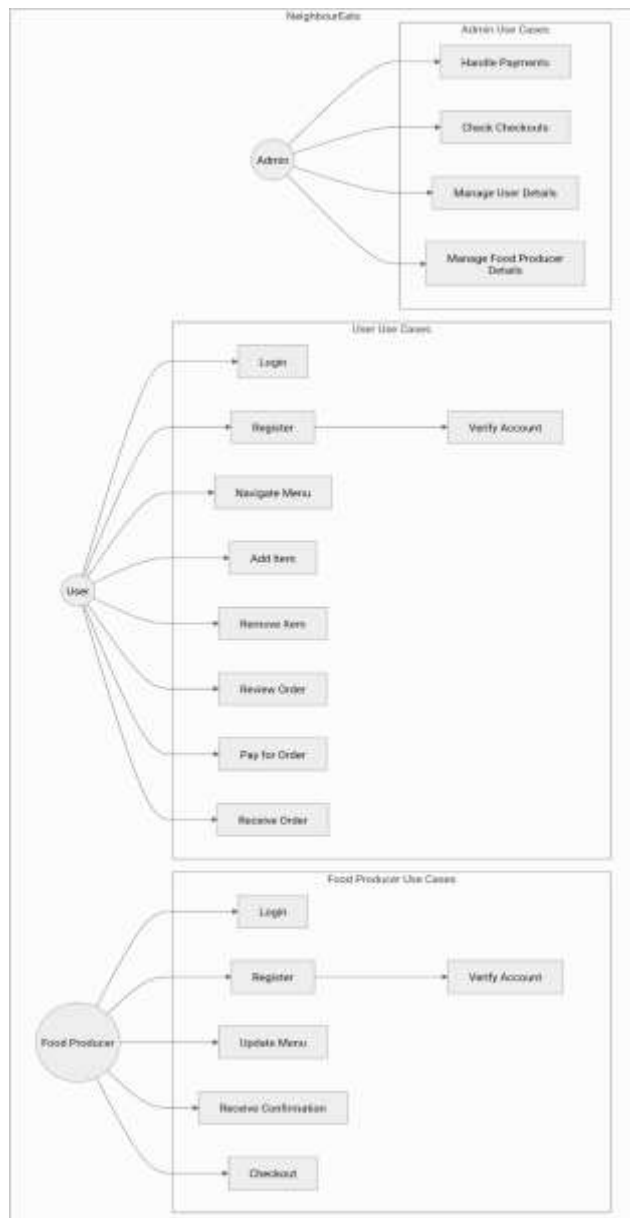 NeighbourEats
Admin Use Cases
Handle Payments
Check Checkouts
Admin
Manage User Details
Manage Food Producer
Details
User Use Cases
Login
Register
Verify Account
Navigate Menu
Add Item
User
Remove Item
Review Order
Pay for Order
Receive Order
Food Producer Use Cases
Login
Register
Verify Account
Food Producer
Update Menu
Receive Confirmation
Checkout